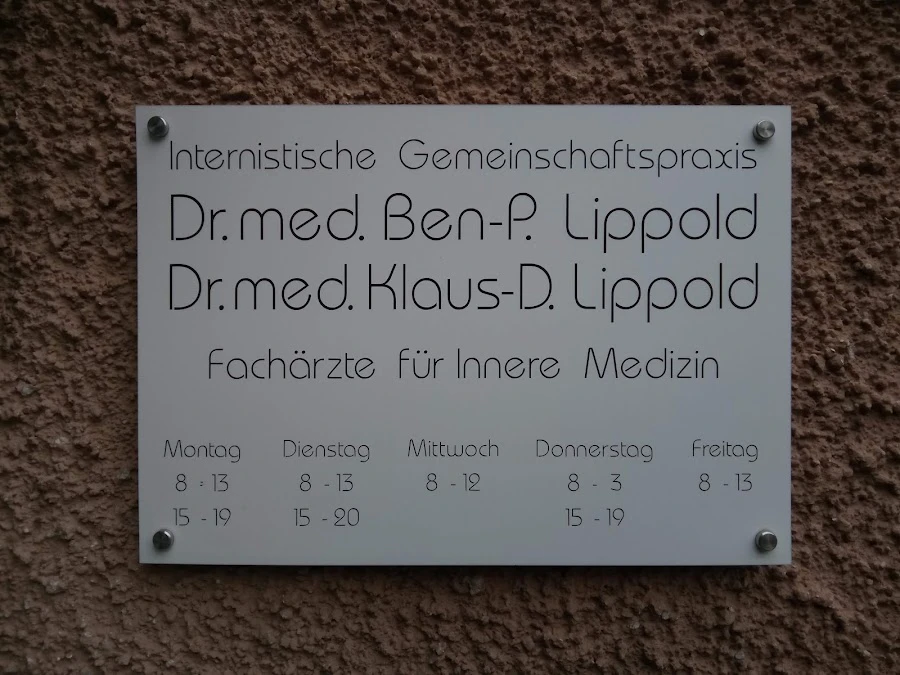 Internistische Gemeinschaftspraxis
Dr. med. Ben-P. Lippold
Dr. med. Klaus-D. Lippold
Fachärzte für Innere Medizin
Montag Dienstag Mittwoch Donnerstag Freitag
8 - 13 8 - 13 8 - 12 8 - 3 8 - 13
15 - 19 15 - 20 15 - 19